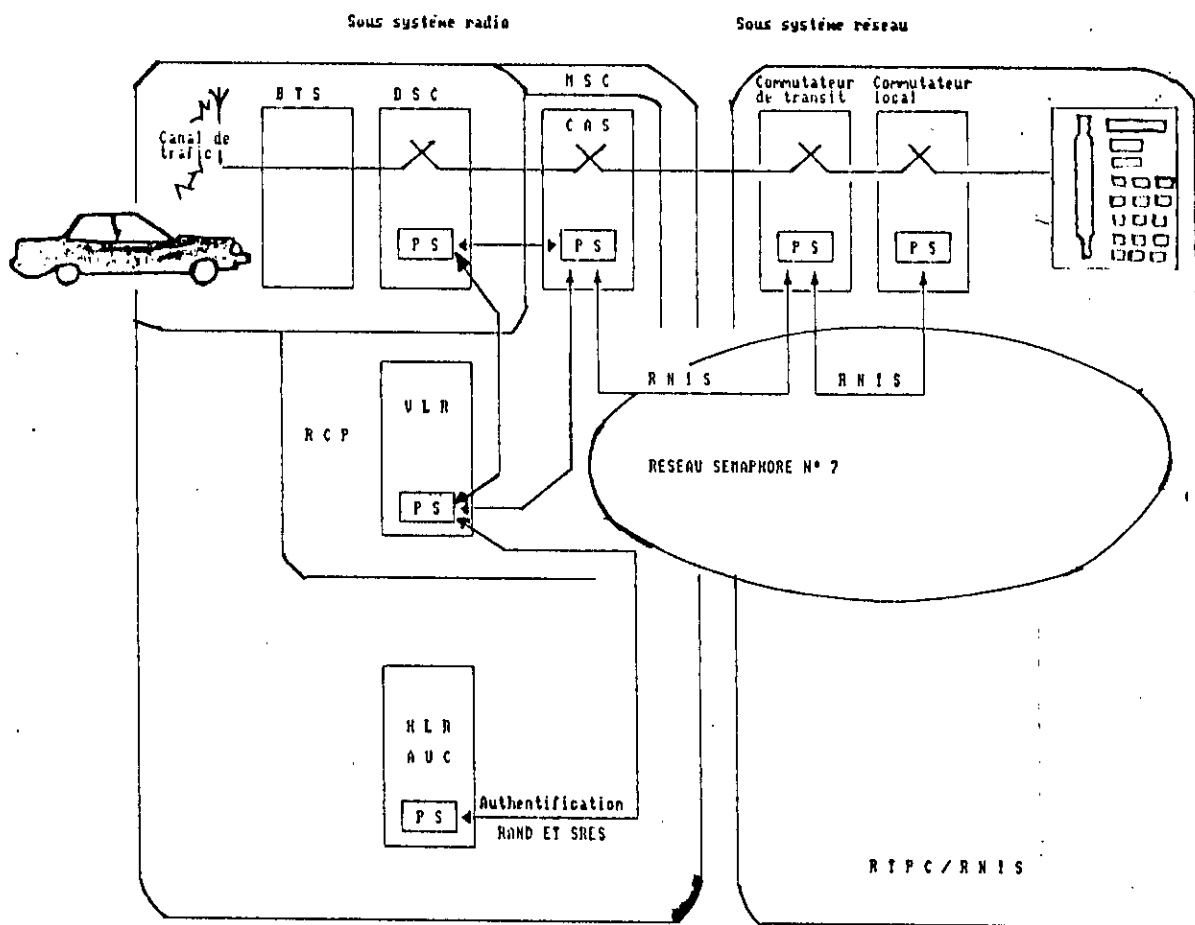 Sous système radio
Sous système réseau
BTS
DSC
MSC
CAS
Commutateur
de transit
Commutateur
local
Canal de
trafic
PS
PS
PS
PS
RNIS
RNIS
VLR
RCP
PS
RESEAU SEMAPHORE N° 7
HLR
AUC
PS
Authentification
RAND ET SRES
RTPC/RNIS